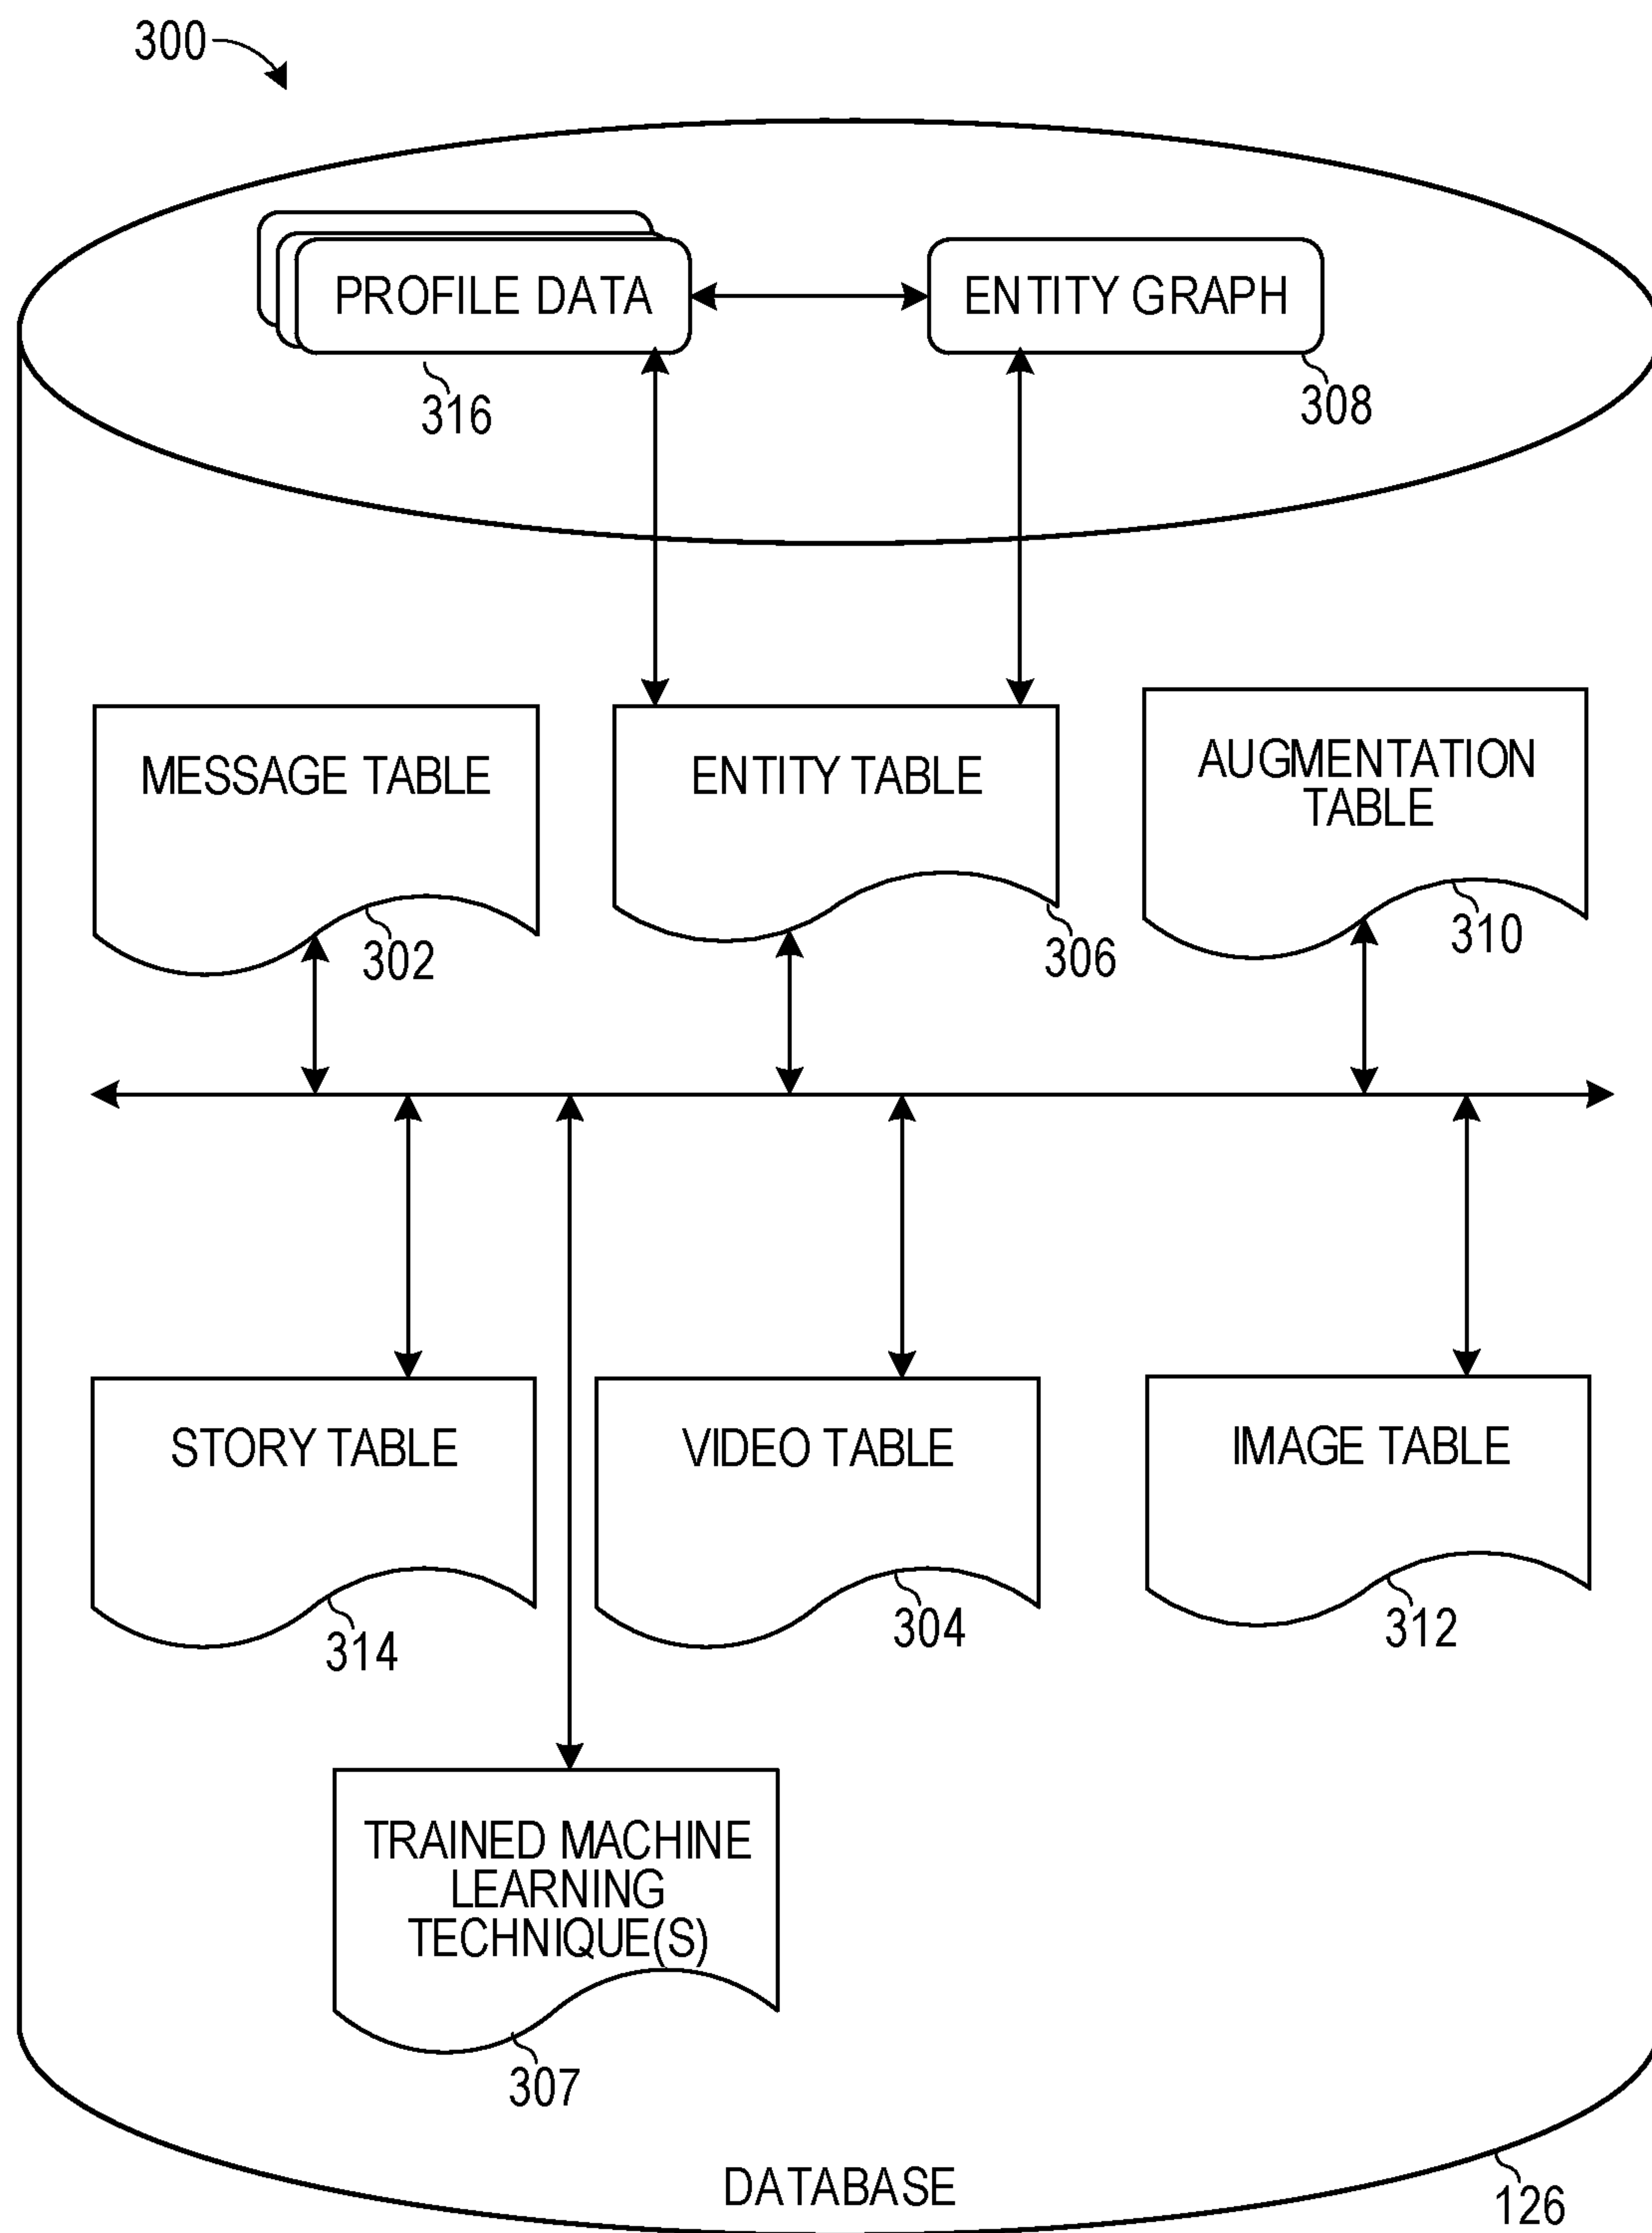 300
PROFILE DATA
ENTITY GRAPH
316
308
MESSAGE TABLE
ENTITY TABLE
AUGMENTATION
TABLE
302
306
310
STORY TABLE
VIDEO TABLE
IMAGE TABLE
314
304
312
TRAINED MACHINE
LEARNING
TECHNIQUE(S)
307
DATABASE
126